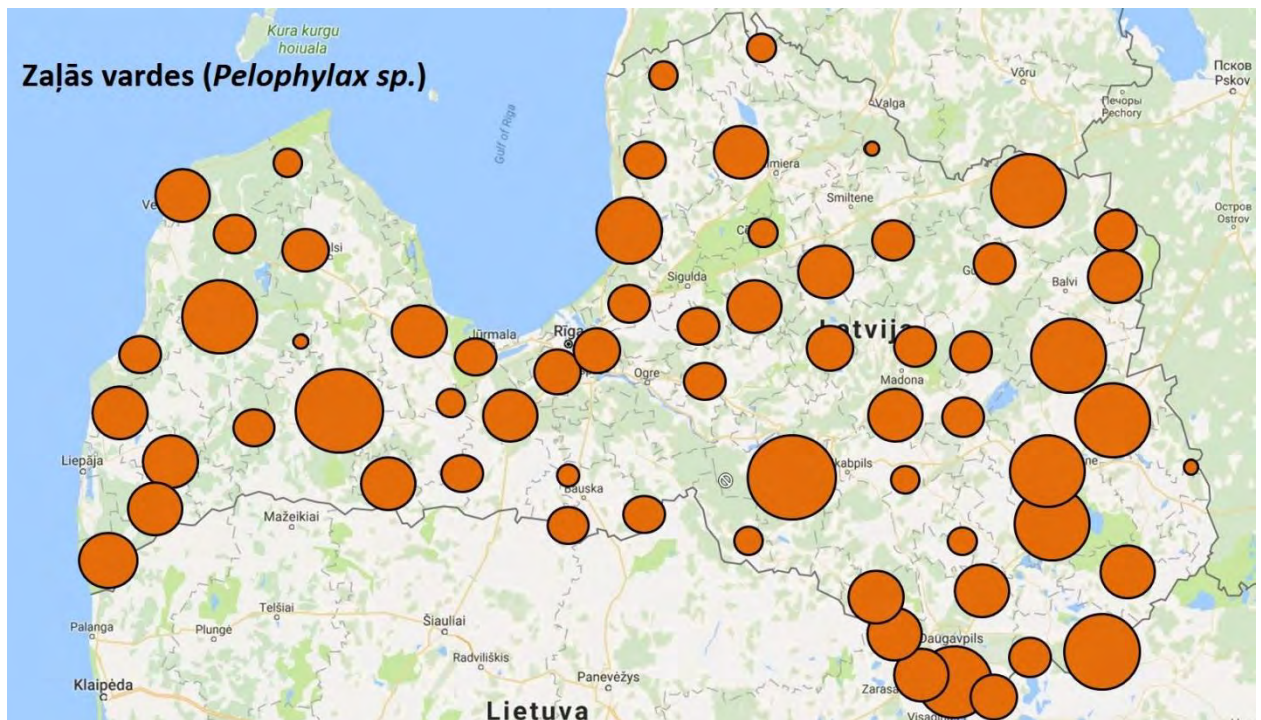 Kura kurgu
hoiuala
Zaļās vardes (Pelophylax sp.)
Псков
Pskov
Võru
Печоры
Pechory
Valga
Gulf of Riga
Smiltene
Остров
Ostrov
Sigulda
Balvi
Latvija
Jūrmala
Rīga
Ogre
Madona
Liepāja
Bauska
Mažeikiai
Telšiai
Palanga
Plungė
Šiauliai
Daugavpils
Radviliškis
Panevėžys
Klaipėda
Lietuva